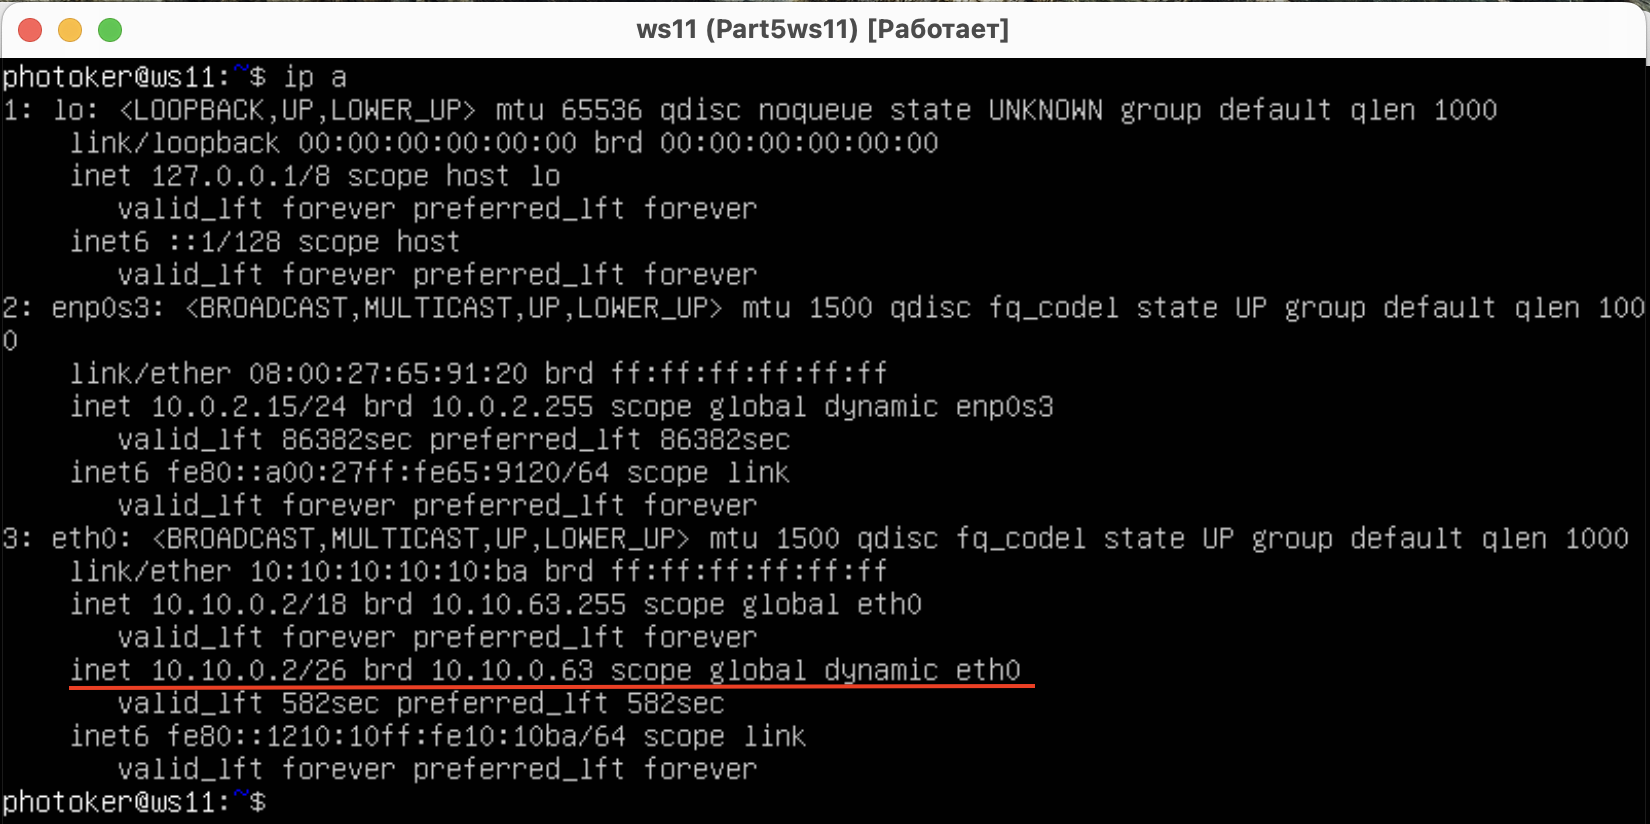 ws11 (Part5ws11) [Работает]
photoker@ws11:~$ ip a
1: lo: <LOOPBACK,UP,LOWER_UP> mtu 65536 qdisc noqueue state UNKNOWN group default qlen 1000
    link/loopback 00:00:00:00:00:00 brd 00:00:00:00:00:00
    inet 127.0.0.1/8 scope host lo
       valid_lft forever preferred_lft forever
    inet6 ::1/128 scope host
       valid_lft forever preferred_lft forever
2: enp0s3: <BROADCAST,MULTICAST,UP,LOWER_UP> mtu 1500 qdisc fq_codel state UP group default qlen 100
0
    link/ether 08:00:27:65:91:20 brd ff:ff:ff:ff:ff:ff
    inet 10.0.2.15/24 brd 10.0.2.255 scope global dynamic enp0s3
       valid_lft 86382sec preferred_lft 86382sec
    inet6 fe80::a00:27ff:fe65:9120/64 scope link
       valid_lft forever preferred_lft forever
3: eth0: <BROADCAST,MULTICAST,UP,LOWER_UP> mtu 1500 qdisc fq_codel state UP group default qlen 1000
    link/ether 10:10:10:10:10:ba brd ff:ff:ff:ff:ff:ff
    inet 10.10.0.2/18 brd 10.10.63.255 scope global eth0
       valid_lft forever preferred_lft forever
    inet 10.10.0.2/26 brd 10.10.0.63 scope global dynamic eth0
       valid_lft 582sec preferred_lft 582sec
    inet6 fe80::1210:10ff:fe10:10ba/64 scope link
       valid_lft forever preferred_lft forever
photoker@ws11:~$